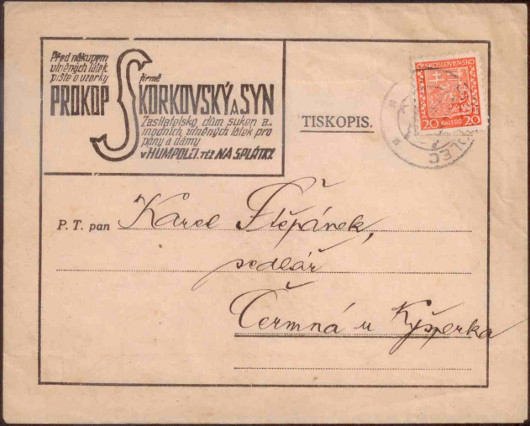 Před nákupem
vlněných látek
pište o vzorky
firmě
PROKOP SKORKOVSKÝ A SYN
Zasílatelský dům suken a
módních, vlněných látek pro
pány a dámy
v HUMPOLCI. TÉŽ NA SPLÁTKY.
TISKOPIS.
ČESKOSLOVENSKO
20 HALÉŘŮ 20
P. T. pan Karel Štěpánek,
Čermná u Kyšperka